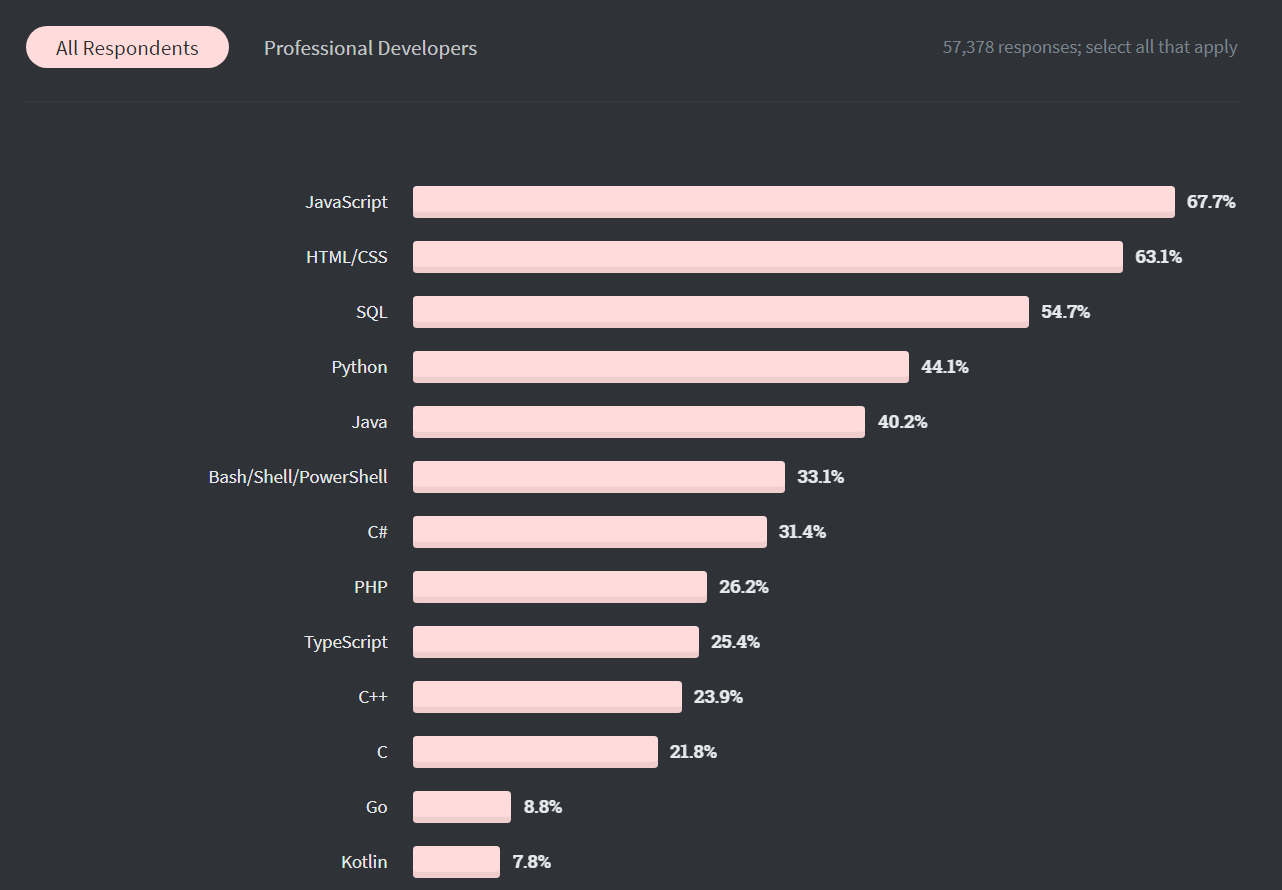 All Respondents Professional Developers 57,378 responses; select all that apply
JavaScript 67.7%
HTML/CSS 63.1%
SQL 54.7%
Python 44.1%
Java 40.2%
Bash/Shell/PowerShell 33.1%
C# 31.4%
PHP 26.2%
TypeScript 25.4%
C++ 23.9%
C 21.8%
Go 8.8%
Kotlin 7.8%